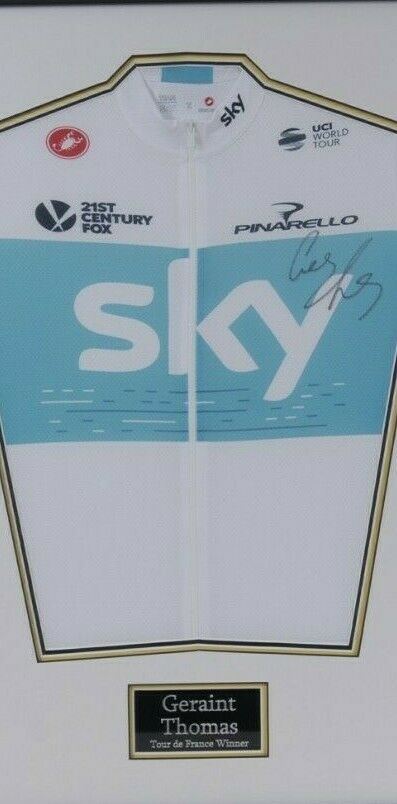 sky
UCI
WORLD
TOUR
21ST
CENTURY
FOX
PINARELLO
sky
Geraint
Thomas
Tour de France Winner